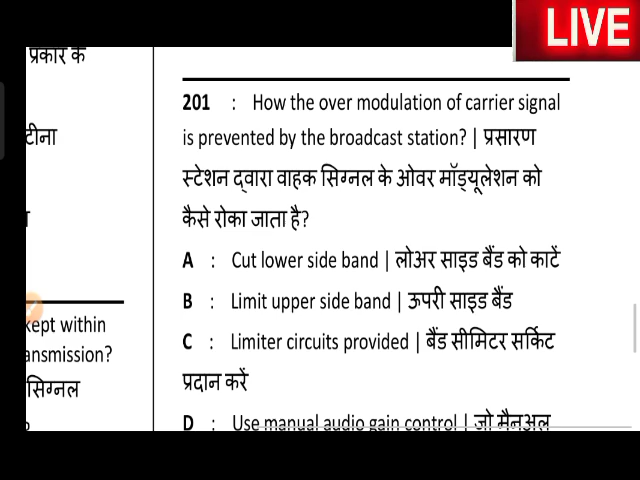 LIVE
प्रकार के
टीना
kept within
ansmission?
सिग्नल
201 : How the over modulation of carrier signal
is prevented by the broadcast station? | प्रसारण
स्टेशन द्वारा वाहक सिग्नल के ओवर मॉड्यूलेशन को
कैसे रोका जाता है?
A : Cut lower side band | लोअर साइड बैंड को काटें
B : Limit upper side band | ऊपरी साइड बैंड
C : Limiter circuits provided | बैंड सीमिटर सर्किट
प्रदान करें
D : Use manual audio gain control | जो मैनुअल